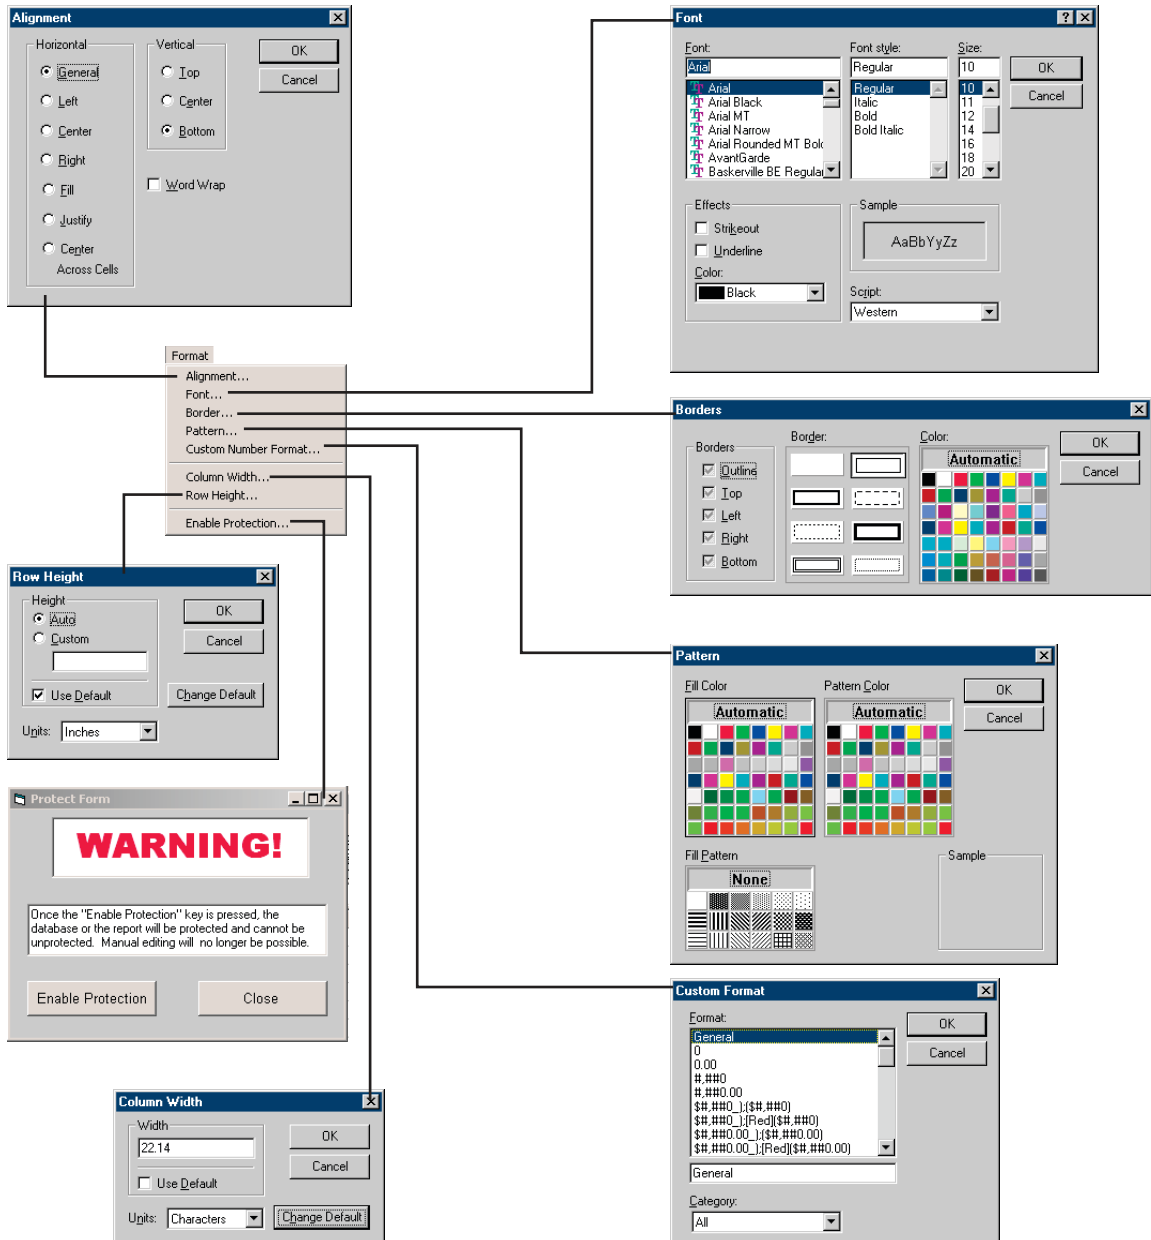 Alignment
Horizontal
General
Left
Center
Right
Fill
Justify
Center
Across Cells
Vertical
Top
Center
Bottom
Word Wrap
OK
Cancel
Font
Font:
Arial
Arial
Arial Black
Arial MT
Arial Narrow
Arial Rounded MT Bol
AvantGarde
Baskerville BE Regular
Font style:
Regular
Regular
Italic
Bold
Bold Italic
Size:
10
10
11
12
14
16
18
20
OK
Cancel
Effects
Strikeout
Underline
Color:
Black
Sample
AaBbYyZz
Script:
Western
Format
Alignment...
Font...
Border...
Pattern...
Custom Number Format...
Column Width...
Row Height...
Enable Protection...
Borders
Borders
Outline
Top
Left
Right
Bottom
Border:
Color:
Automatic
OK
Cancel
Row Height
Height
Auto
Custom
Use Default
Units: Inches
OK
Cancel
Change Default
Pattern
Fill Color
Automatic
Pattern Color
Automatic
OK
Cancel
Fill Pattern
None
Sample
Protect Form
WARNING!
Once the "Enable Protection" key is pressed, the
database or the report will be protected and cannot be
unprotected. Manual editing will no longer be possible.
Enable Protection
Close
Custom Format
Format:
General
0
0.00
#,##0
#,##0.00
$#,##0_);($#,##0)
$#,##0_);[Red]($#,##0)
$#,##0.00_);($#,##0.00)
$#,##0.00_);[Red]($#,##0.00)
General
Category:
All
OK
Cancel
Column Width
Width
22.14
Use Default
Units: Characters
OK
Cancel
Change Default